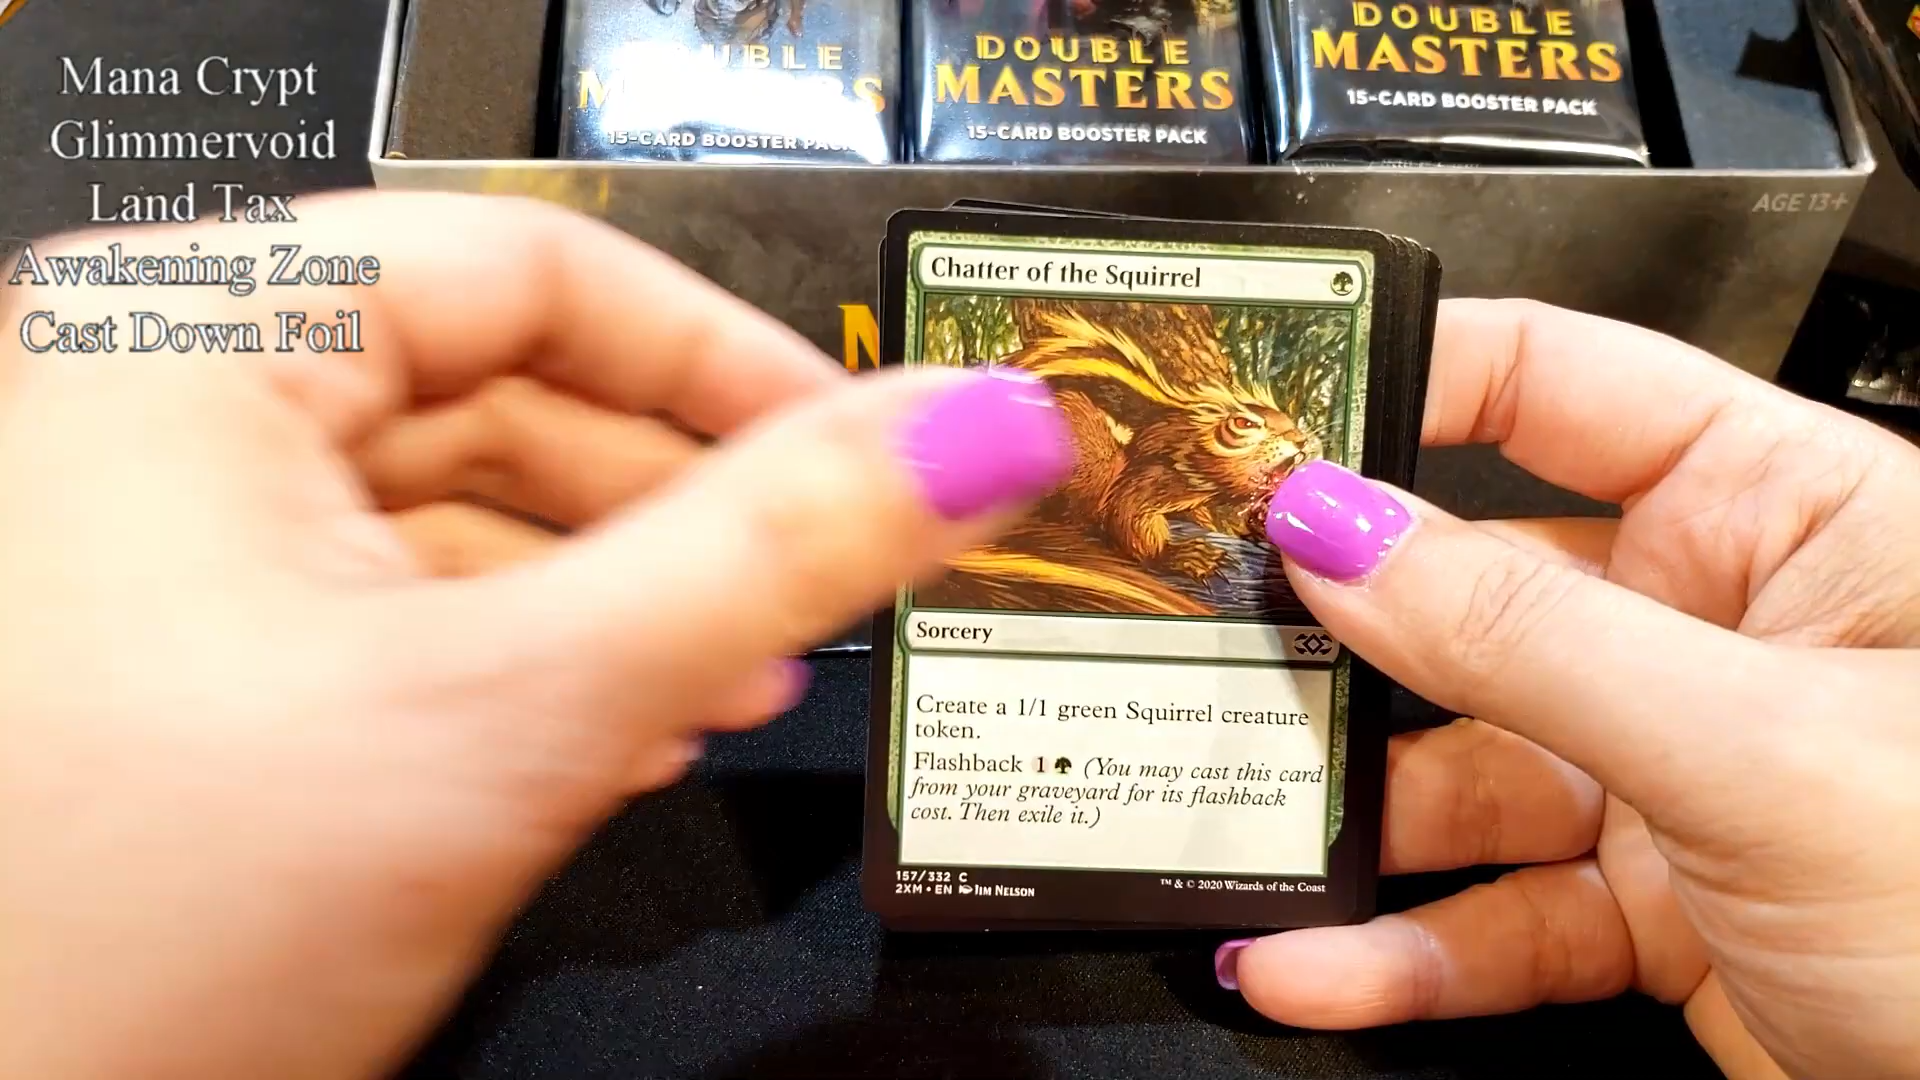 Mana Crypt
Glimmervoid
Land Tax
Awakening Zone
Cast Down Foil
DOUBLE
MASTERS
15-CARD BOOSTER PACK
DOUBLE
MASTERS
15-CARD BOOSTER PACK
DOUBLE
MASTERS
15-CARD BOOSTER PACK
AGE 13+
Chatter of the Squirrel
Sorcery
Create a 1/1 green Squirrel creature
token.
Flashback 1 (You may cast this card
from your graveyard for its flashback
cost. Then exile it.)
157/332 C
2XM • EN JIM NELSON
™ & © 2020 Wizards of the Coast